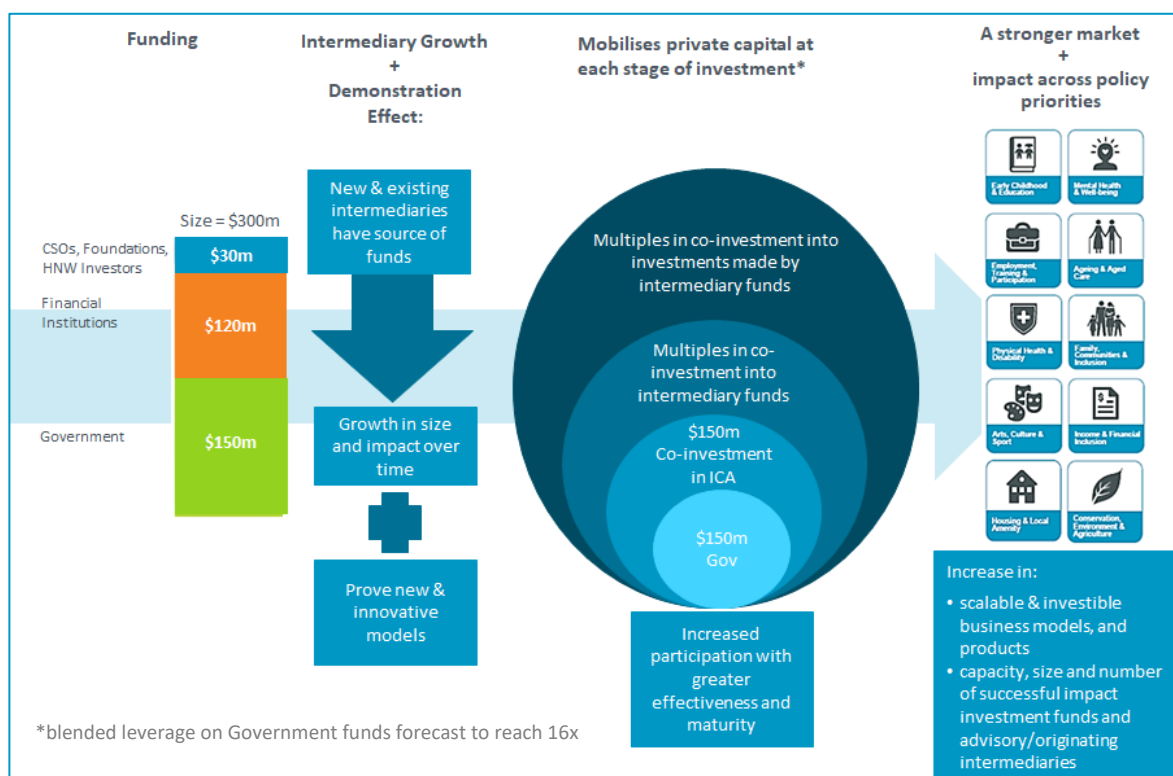 Funding
Intermediary Growth
+
Demonstration
Effect:
Mobilises private capital at
each stage of investment*
A stronger market
+
impact across policy
priorities
Size = $300m
CSOs, Foundations,
HNW Investors
$30m
Financial
Institutions
$120m
Government
$150m
New & existing
intermediaries
have source of
funds
Growth in size
and impact over
time
Prove new &
innovative
models
Multiples in co-investment into
investments made by
intermediary funds
Multiples in co-
investment into
intermediary funds
$150m
Co-investment
in ICA
$150m
Gov
Increased
participation with
greater
effectiveness and
maturity
Early Childhood
& Education
Mental Health
& Well-being
Employment,
Training &
Participation
Ageing & Aged
Care
Physical Health &
Disability
Family,
Communities &
Inclusion
Arts, Culture &
Sport
Income & Financial
Inclusion
Housing & Local
Amenity
Conservation,
Environment &
Agriculture
Increase in:
• scalable & investible
business models, and
products
• capacity, size and number
of successful impact
investment funds and
advisory/originating
intermediaries
*blended leverage on Government funds forecast to reach 16x